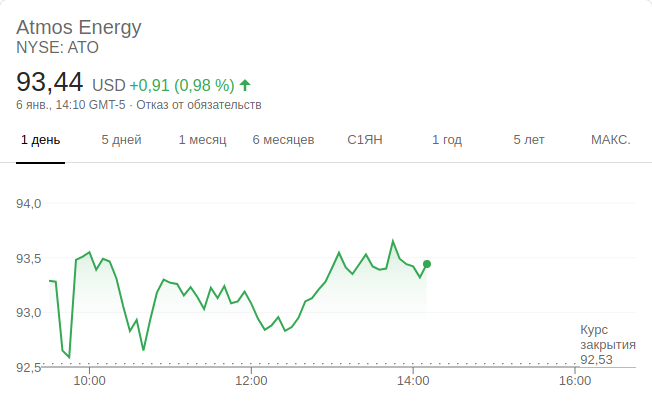 Atmos Energy
NYSE: ATO
93,44 USD +0,91 (0,98 %)
6 янв., 14:10 GMT-5 · Отказ от обязательств
1 день 5 дней 1 месяц 6 месяцев С1ЯН 1 год 5 лет МАКС.
94,0
93,5
93,0
Курс
закрытия
92,53
92,5
10:00 12:00 14:00 16:00